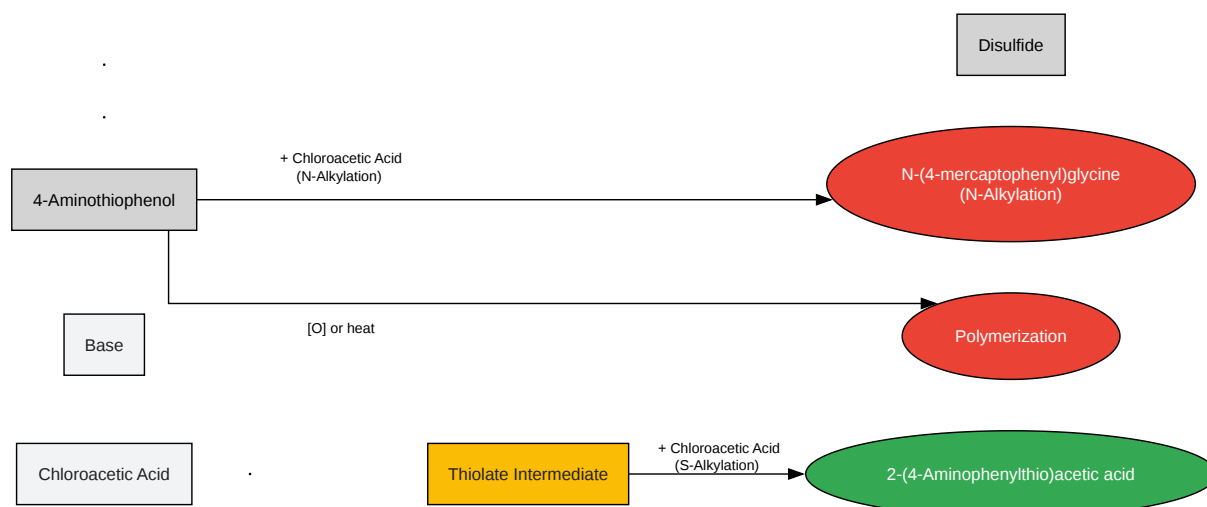 Disulfide
+ Chloroacetic Acid
(N-Alkylation)
N-(4-mercaptophenyl)glycine
(N-Alkylation)
4-Aminothiophenol
[O] or heat
Polymerization
Base
+ Chloroacetic Acid
(S-Alkylation)
Chloroacetic Acid
Thiolate Intermediate
2-(4-Aminophenylthio)acetic acid